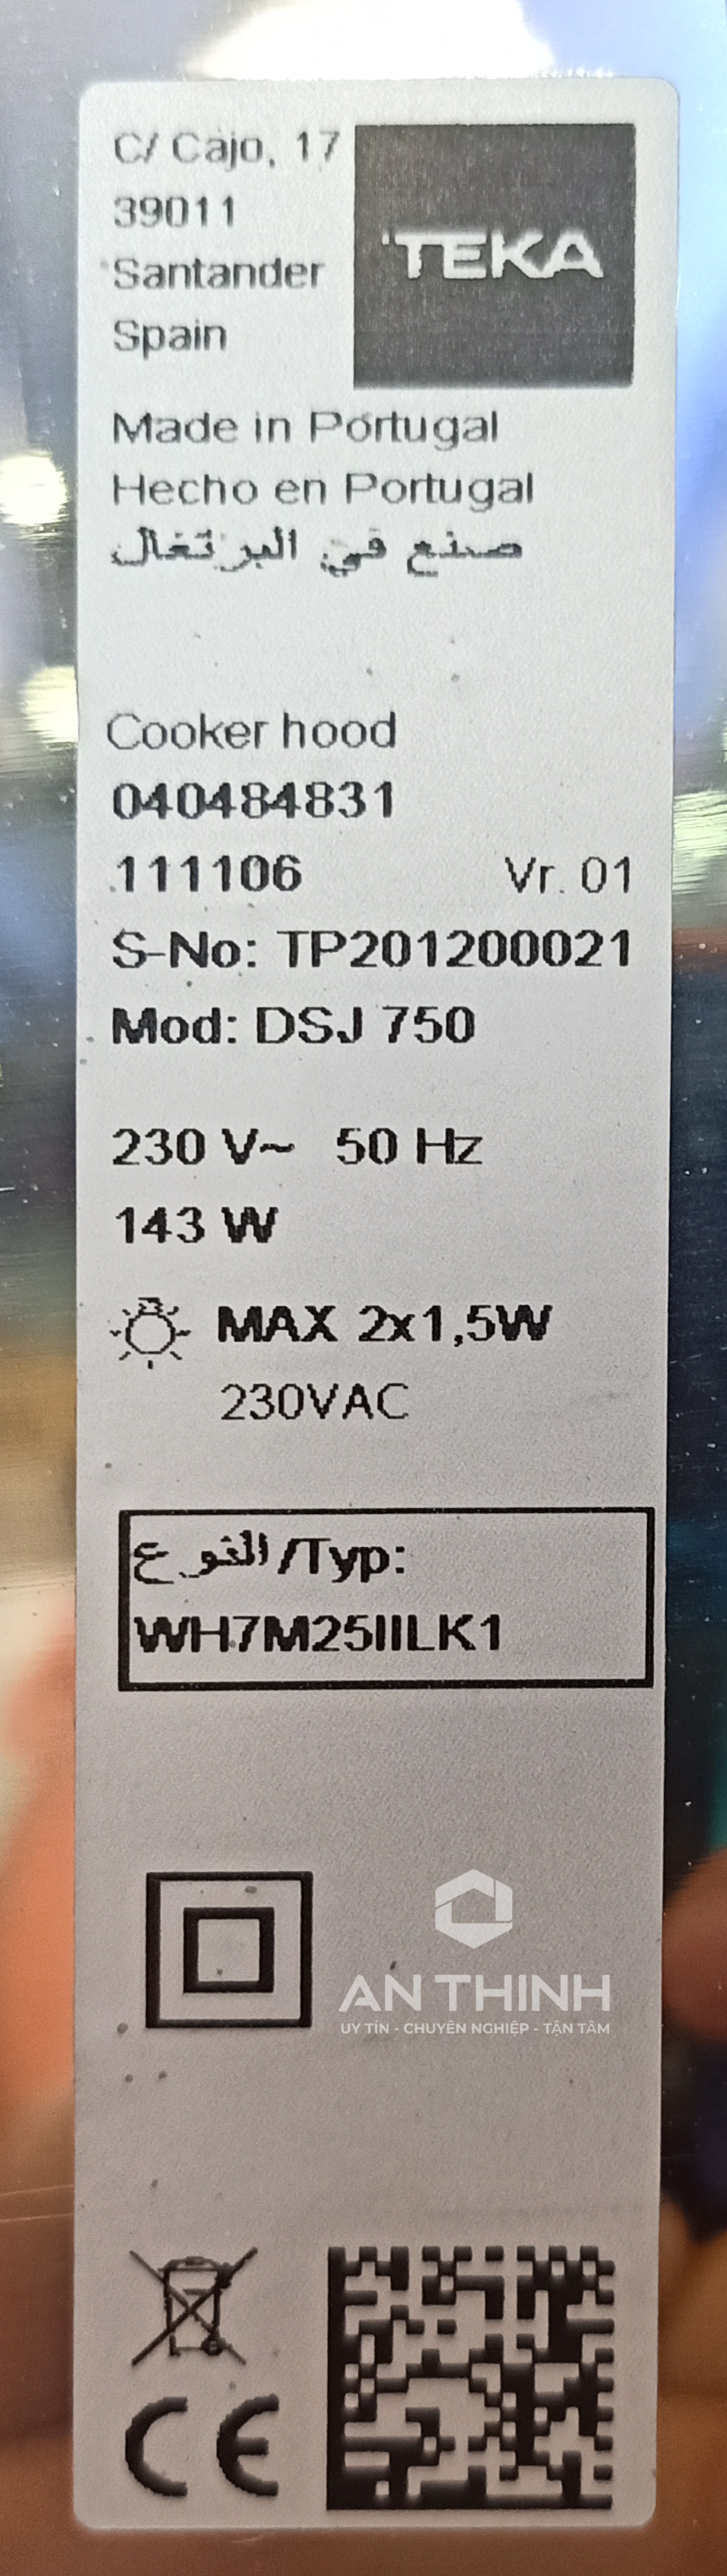 C/ Cajo, 17
39011
Santander
Spain
TEKA
Made in Portugal
Hecho en Portugal
صنع في البرتغال
Cooker hood
040484831
111106 Vr. 01
S-No: TP201200021
Mod: DSJ 750
230 V~ 50 Hz
143 W
MAX 2x1,5W
230VAC
النوع/Typ:
WH7M25IILK1
AN THINH
UY TÍN - CHUYÊN NGHIỆP - TẬN TÂM
CE